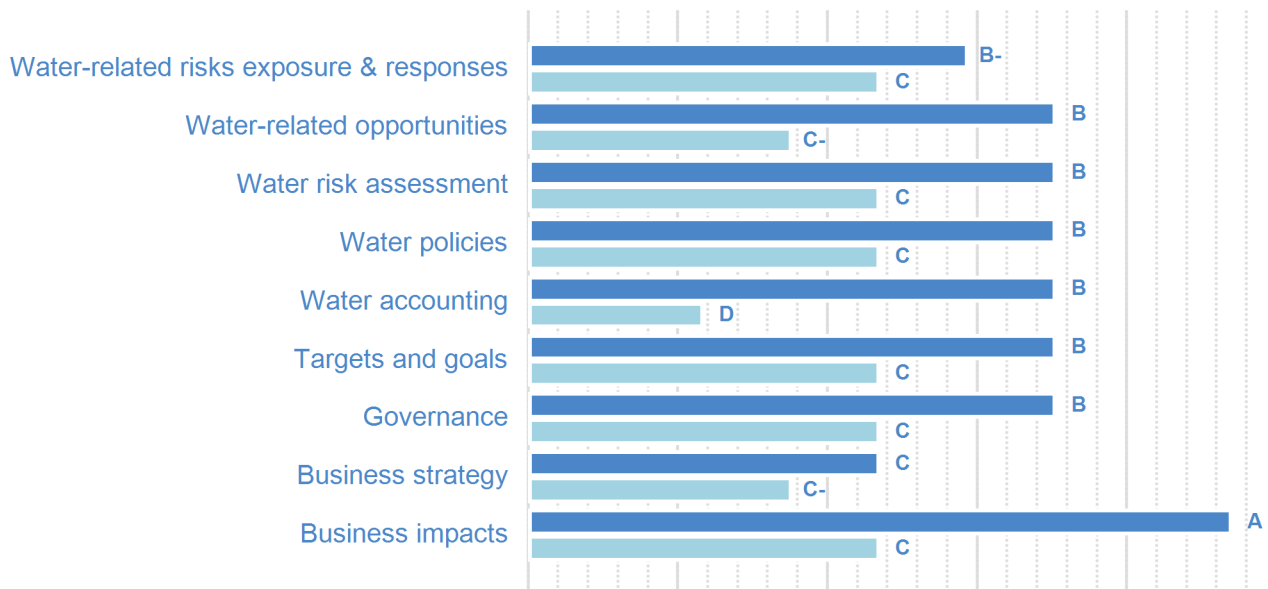 Water-related risks exposure & responses
B-
C
Water-related opportunities
B
C-
Water risk assessment
B
C
Water policies
B
C
Water accounting
B
D
Targets and goals
B
C
Governance
B
C
Business strategy
C
C-
Business impacts
A
C